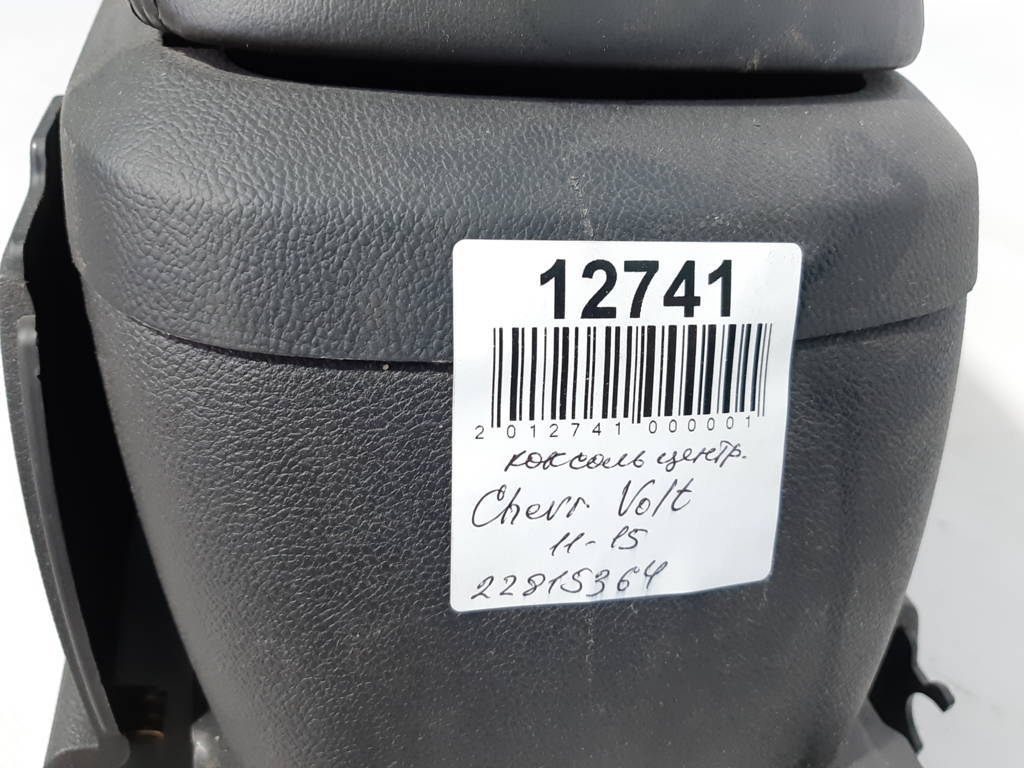 12741
2 012741 000001
консоль центр.
Chevr. Volt
11-15
22815364